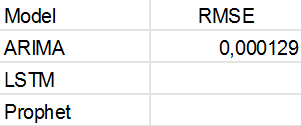 Model RMSE
ARIMA 0,000129
LSTM
Prophet